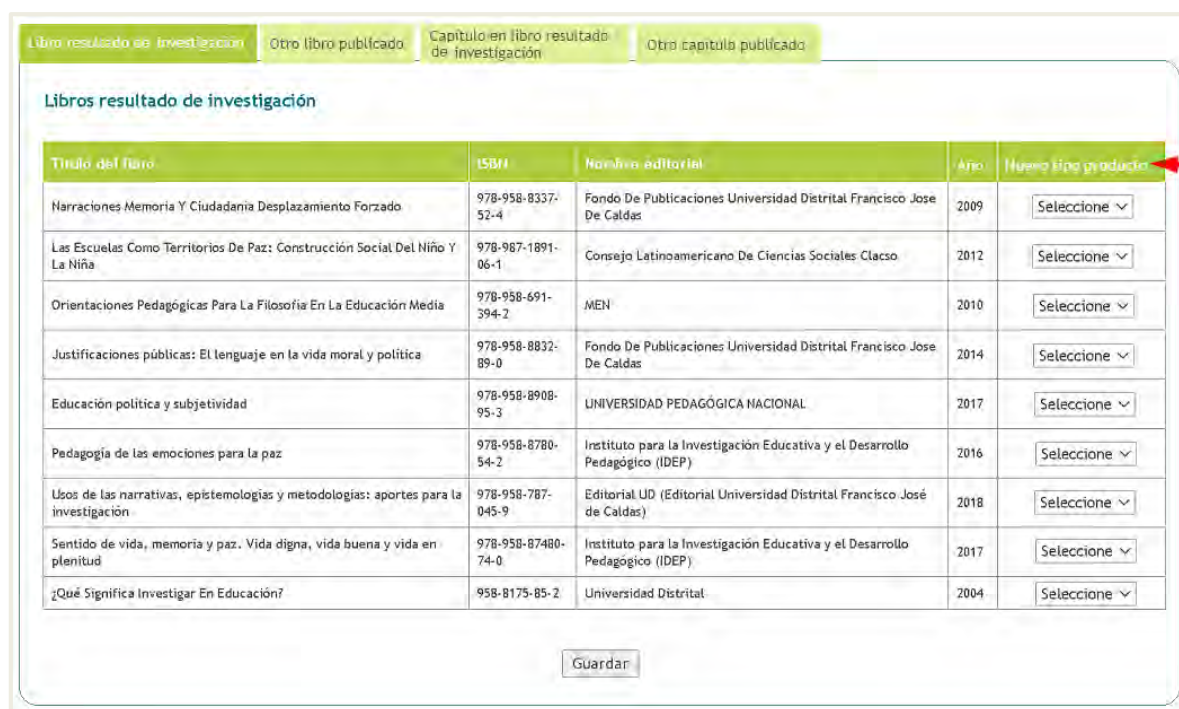 Libro resultado de investigación
Otro libro publicado
Capítulo en libro resultado
de investigación
Otro capítulo publicado
Libros resultado de investigación
Título del libro ISBN Nombre editorial Año Nuevo tipo producto
Narraciones Memoria Y Ciudadania Desplazamiento Forzado
978-958-8337-
52-4
Fondo De Publicaciones Universidad Distrital Francisco Jose
De Caldas
2009
Seleccione
Las Escuelas Como Territorios De Paz: Construcción Social Del Niño Y
La Niña
978-987-1891-
06-1
Consejo Latinoamericano De Ciencias Sociales Clacso
2012
Seleccione
Orientaciones Pedagógicas Para La Filosofía En La Educación Media
978-958-691-
394-2
MEN
2010
Seleccione
Justificaciones públicas: El lenguaje en la vida moral y política
978-958-8832-
89-0
Fondo De Publicaciones Universidad Distrital Francisco Jose
De Caldas
2014
Seleccione
Educación política y subjetividad
978-958-8908-
95-3
UNIVERSIDAD PEDAGÓGICA NACIONAL
2017
Seleccione
Pedagogía de las emociones para la paz
978-958-8780-
54-2
Instituto para la Investigación Educativa y el Desarrollo
Pedagógico (IDEP)
2016
Seleccione
Usos de las narrativas, epistemologías y metodologías: aportes para la
investigación
978-958-787-
045-9
Editorial UD (Editorial Universidad Distrital Francisco José
de Caldas)
2018
Seleccione
Sentido de vida, memoria y paz. Vida digna, vida buena y vida en
plenitud
978-958-87480-
74-0
Instituto para la Investigación Educativa y el Desarrollo
Pedagógico (IDEP)
2017
Seleccione
¿Qué Significa Investigar En Educación?
958-8175-85-2
Universidad Distrital
2004
Seleccione
Guardar